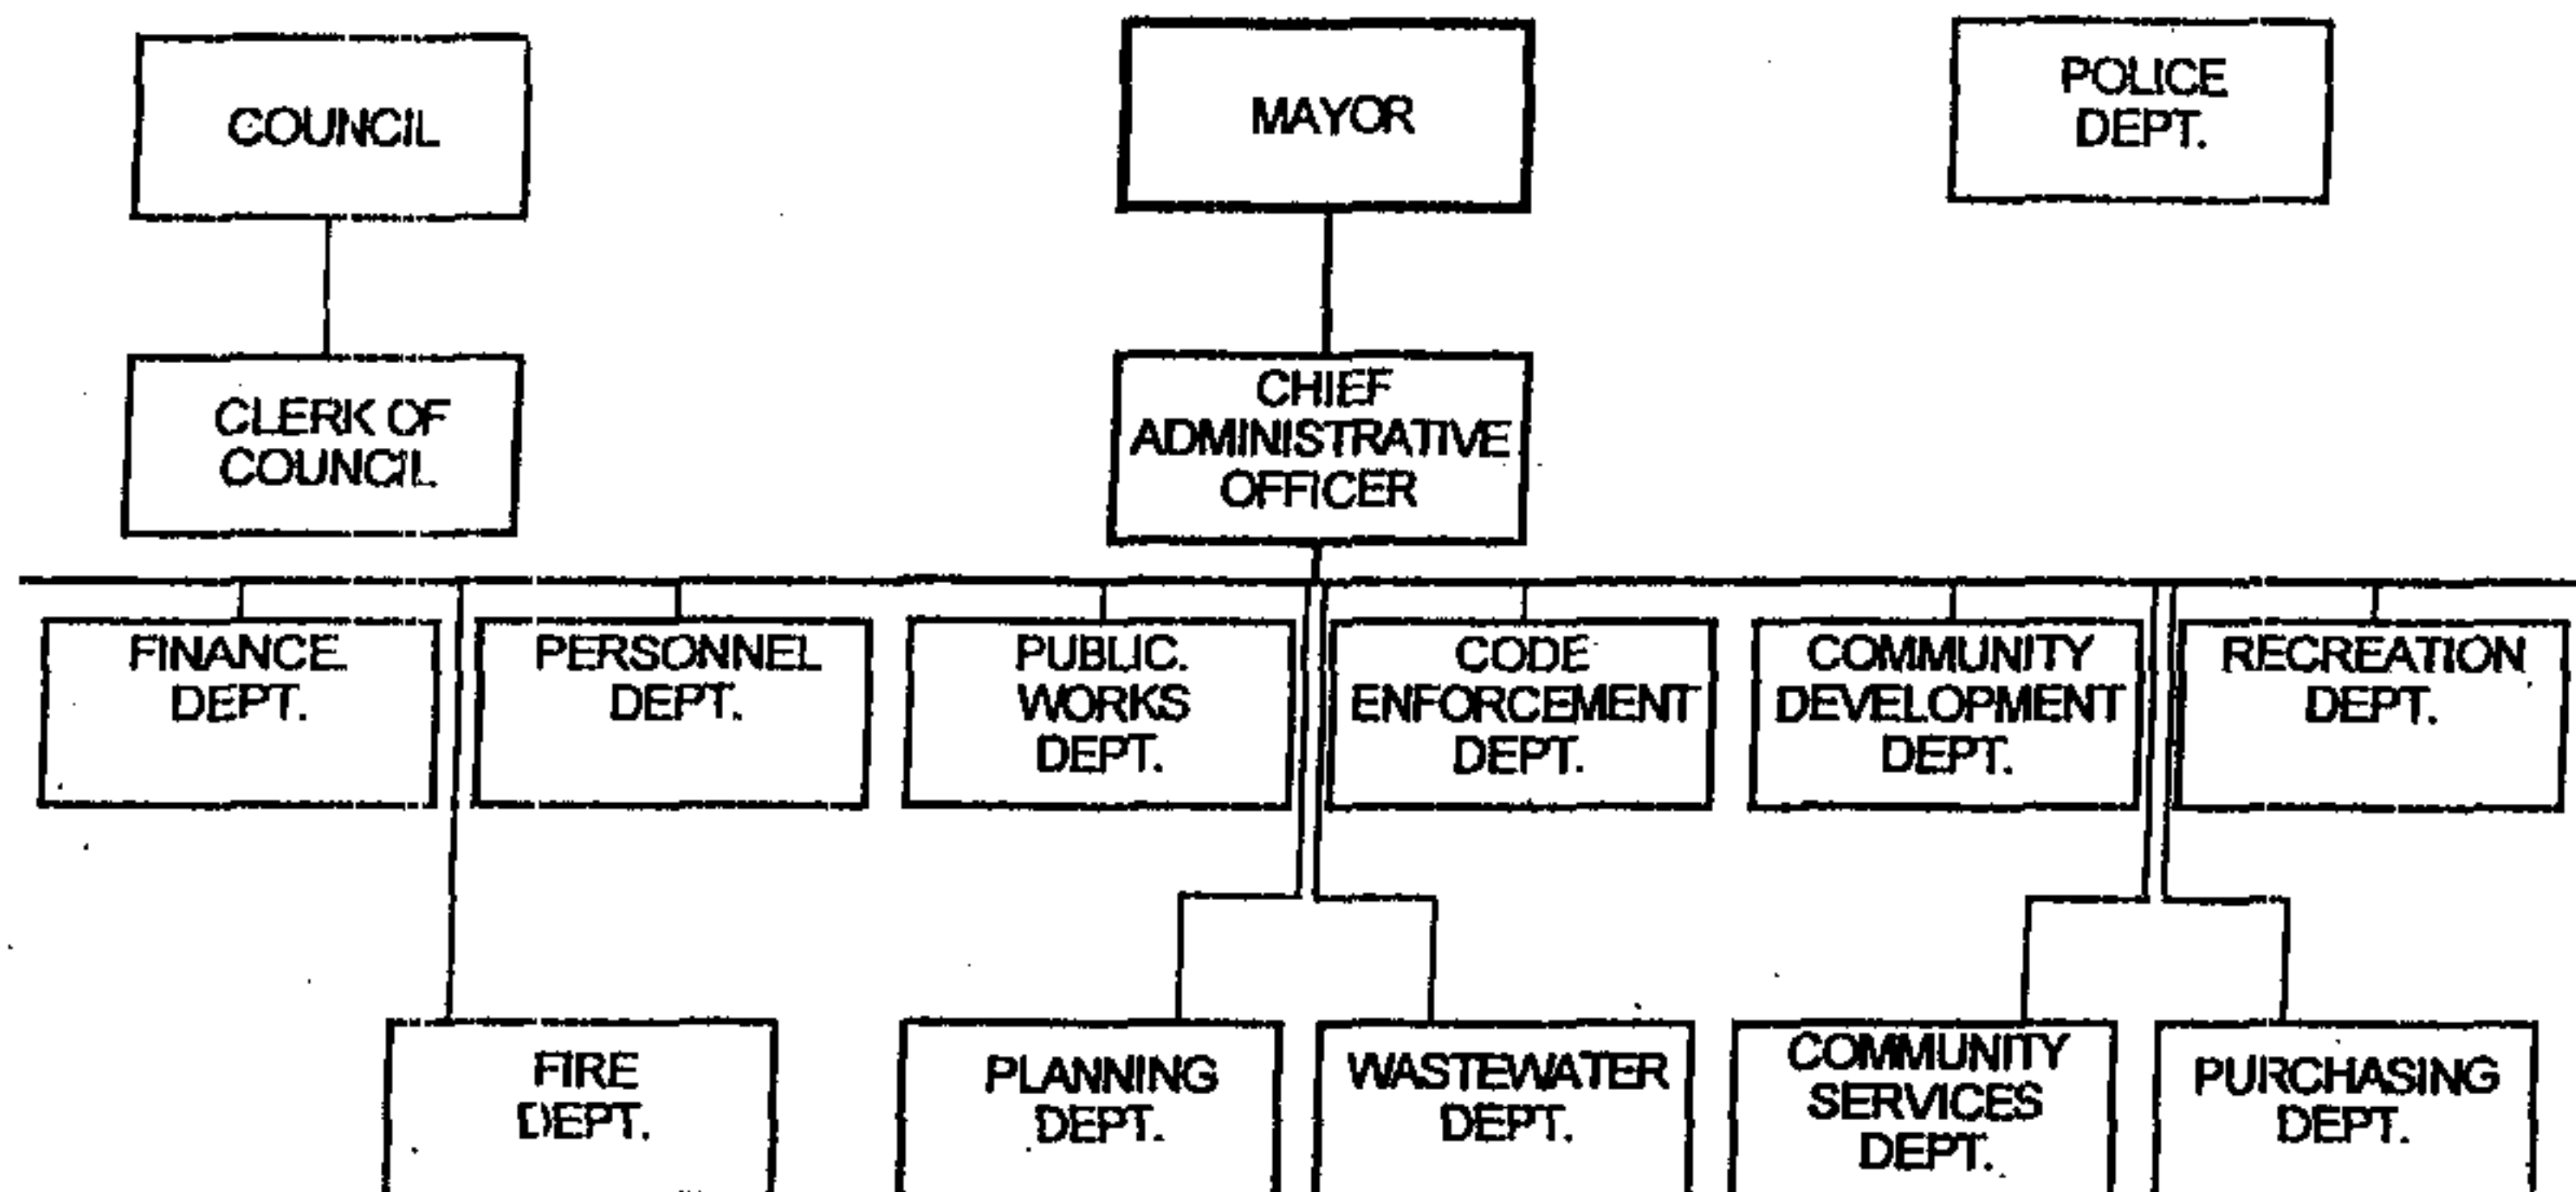 COUNCIL
MAYOR
POLICE
DEPT.
CLERK OF
COUNCIL
CHIEF
ADMINISTRATIVE
OFFICER
FINANCE.
DEPT.
PERSONNEL
DEPT.
PUBLIC.
WORKS
DEPT.
CODE
ENFORCEMENT
DEPT.
COMMUNITY
DEVELOPMENT
DEPT.
RECREATION
DEPT.
FIRE
DEPT.
PLANNING
DEPT.
WASTEWATER
DEPT.
COMMUNITY
SERVICES
DEPT.
PURCHASING
DEPT.